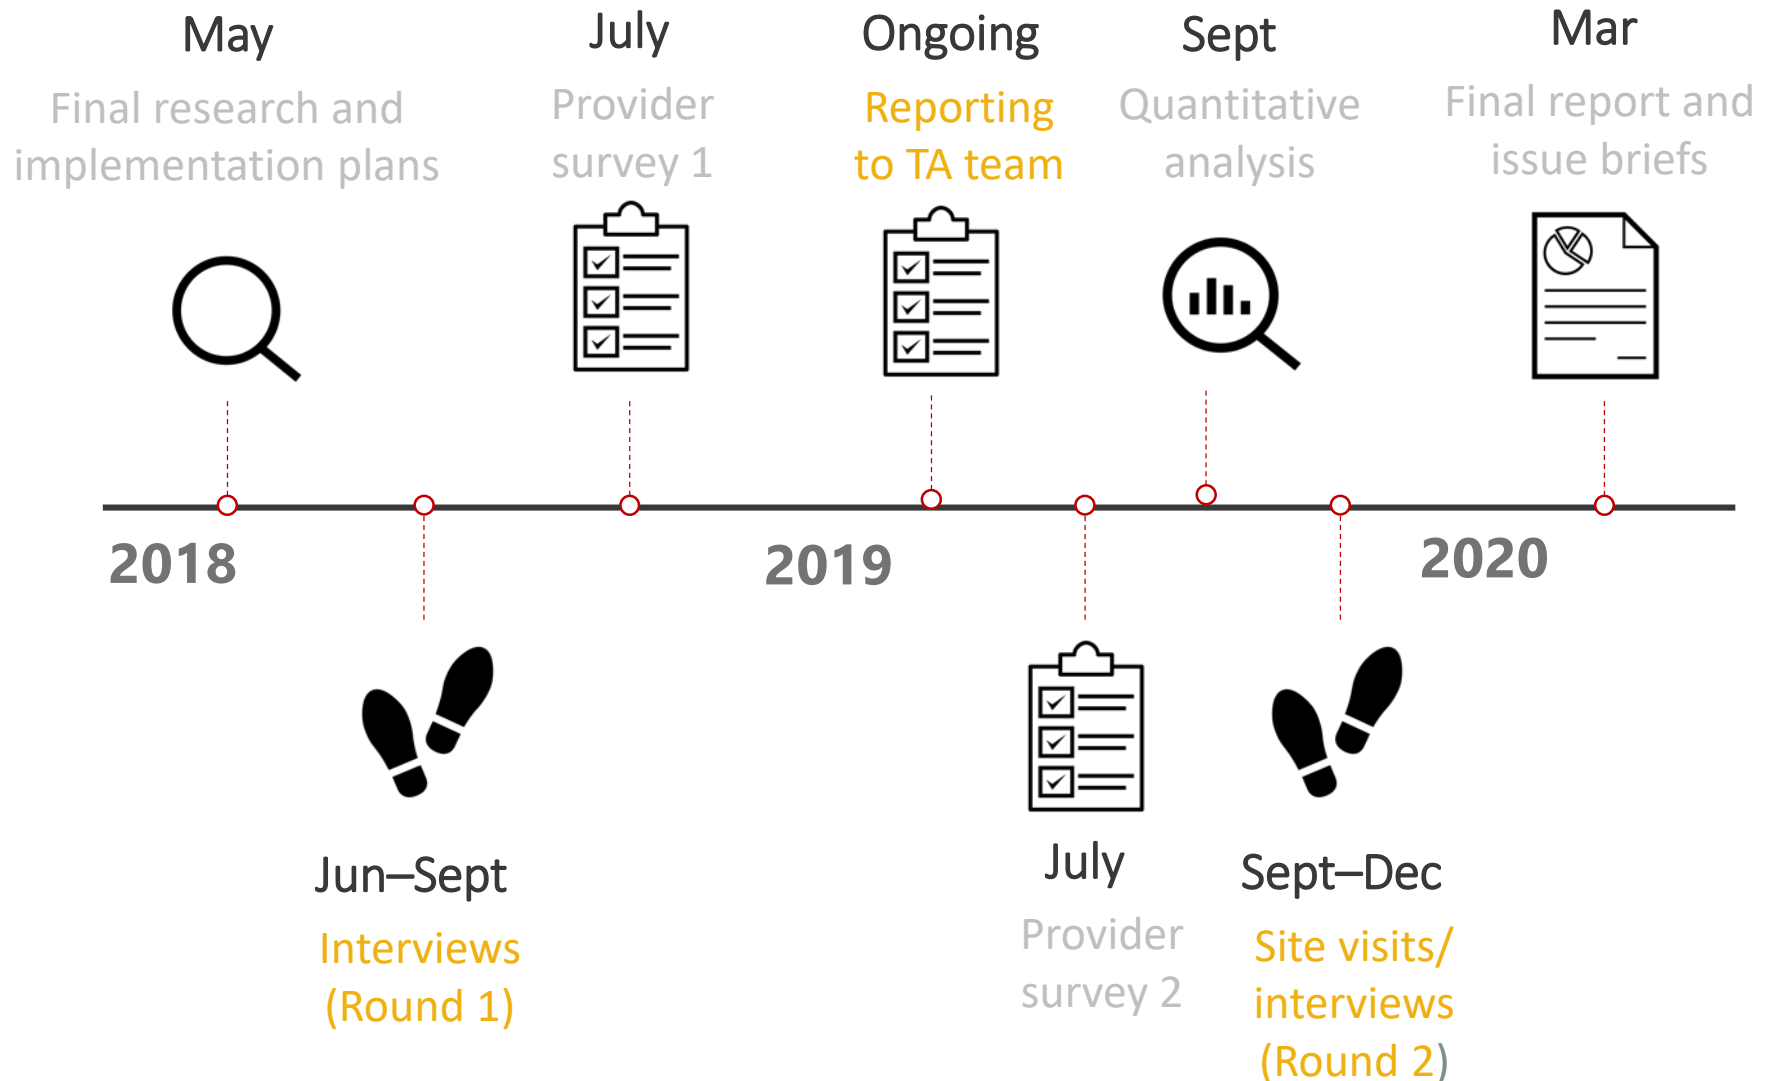 May
Final research and
implementation plans
July
Provider
survey 1
Ongoing
Reporting
to TA team
Sept
Quantitative
analysis
Mar
Final report and
issue briefs
2018
2019
2020
Jun–Sept
Interviews
(Round 1)
July
Provider
survey 2
Sept–Dec
Site visits/
interviews
(Round 2)